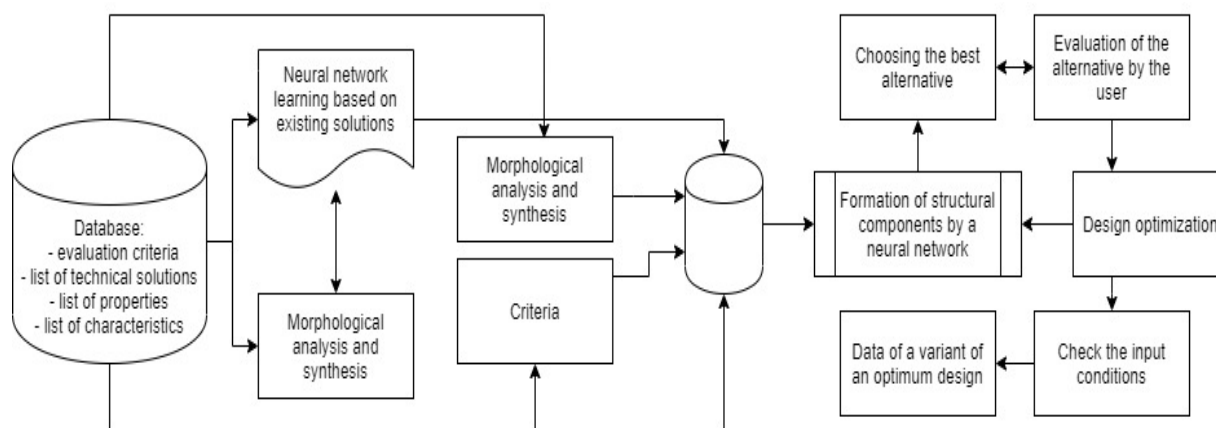 Database:
- evaluation criteria
- list of technical solutions
- list of properties
- list of characteristics
Neural network
learning based on
existing solutions
Morphological
analysis and
synthesis
Morphological
analysis and
synthesis
Criteria
Choosing the best
alternative
Evaluation of the
alternative by the
user
Formation of structural
components by a
neural network
Design optimization
Data of a variant of
an optimum design
Check the input
conditions